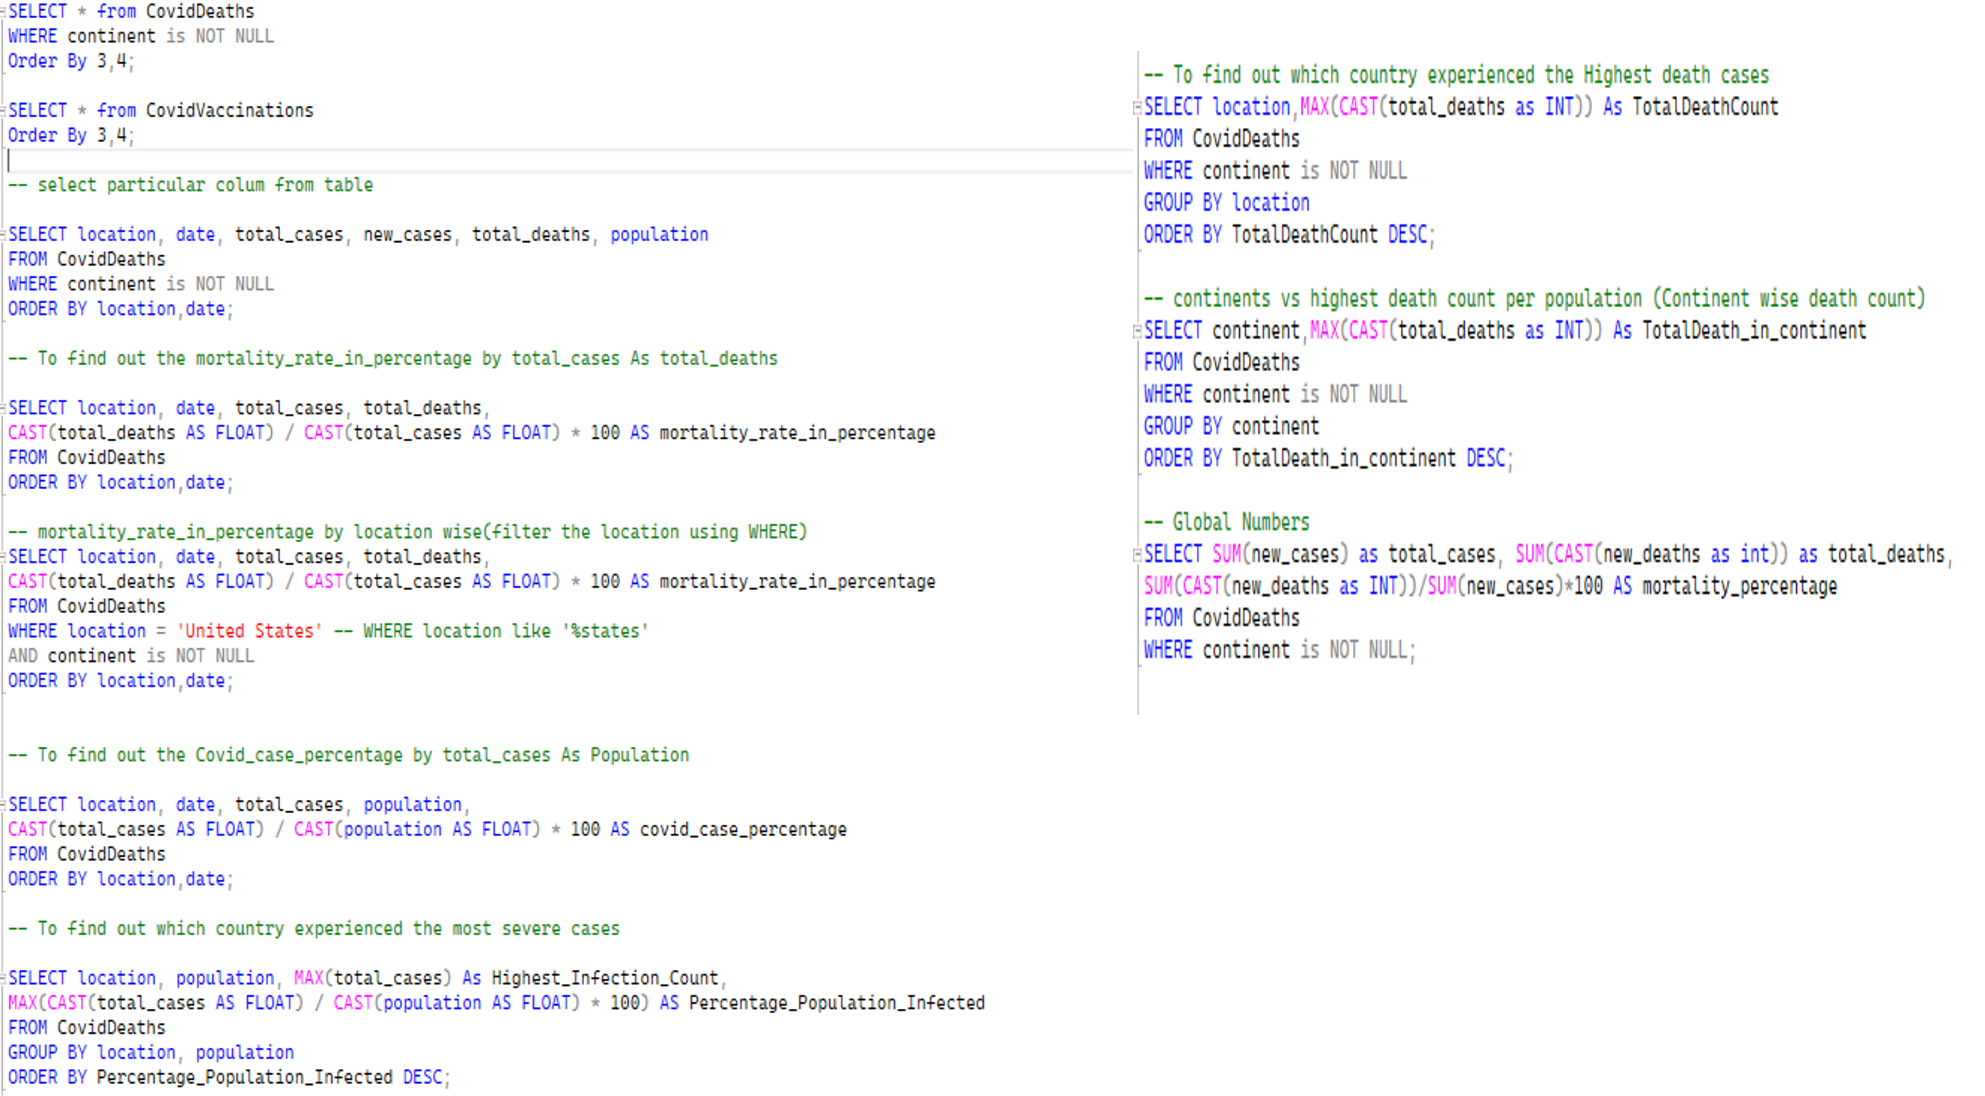 SELECT * from CovidDeaths
WHERE continent is NOT NULL
Order By 3,4;
SELECT * from CovidVaccinations
Order By 3,4;
-- select particular colum from table
SELECT location, date, total_cases, new_cases, total_deaths, population
FROM CovidDeaths
WHERE continent is NOT NULL
ORDER BY location,date;
-- To find out the mortality_rate_in_percentage by total_cases As total_deaths
SELECT location, date, total_cases, total_deaths,
CAST(total_deaths AS FLOAT) / CAST(total_cases AS FLOAT) * 100 AS mortality_rate_in_percentage
FROM CovidDeaths
ORDER BY location,date;
-- mortality_rate_in_percentage by location wise(filter the location using WHERE)
SELECT location, date, total_cases, total_deaths,
CAST(total_deaths AS FLOAT) / CAST(total_cases AS FLOAT) * 100 AS mortality_rate_in_percentage
FROM CovidDeaths
WHERE location = 'United States' -- WHERE location like '%states'
AND continent is NOT NULL
ORDER BY location,date;
-- To find out the Covid_case_percentage by total_cases As Population
SELECT location, date, total_cases, population,
CAST(total_cases AS FLOAT) / CAST(population AS FLOAT) * 100 AS covid_case_percentage
FROM CovidDeaths
ORDER BY location,date;
-- To find out which country experienced the most severe cases
SELECT location, population, MAX(total_cases) As Highest_Infection_Count,
MAX(CAST(total_cases AS FLOAT) / CAST(population AS FLOAT) * 100) AS Percentage_Population_Infected
FROM CovidDeaths
GROUP BY location, population
ORDER BY Percentage_Population_Infected DESC;
-- To find out which country experienced the Highest death cases
SELECT location,MAX(CAST(total_deaths as INT)) As TotalDeathCount
FROM CovidDeaths
WHERE continent is NOT NULL
GROUP BY location
ORDER BY TotalDeathCount DESC;
-- continents vs highest death count per population (Continent wise death count)
SELECT continent,MAX(CAST(total_deaths as INT)) As TotalDeath_in_continent
FROM CovidDeaths
WHERE continent is NOT NULL
GROUP BY continent
ORDER BY TotalDeath_in_continent DESC;
-- Global Numbers
SELECT SUM(new_cases) as total_cases, SUM(CAST(new_deaths as int)) as total_deaths,
SUM(CAST(new_deaths as INT))/SUM(new_cases)*100 AS mortality_percentage
FROM CovidDeaths
WHERE continent is NOT NULL;